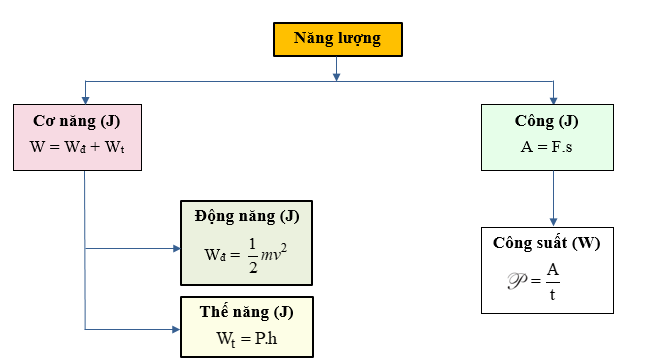 Năng lượng
Cơ năng (J)
W = Wđ + Wt
Công (J)
A = F.s
Động năng (J)
Wđ = 1/2 mv²
Công suất (W)
𝒫 = A/t
Thế năng (J)
Wt = P.h